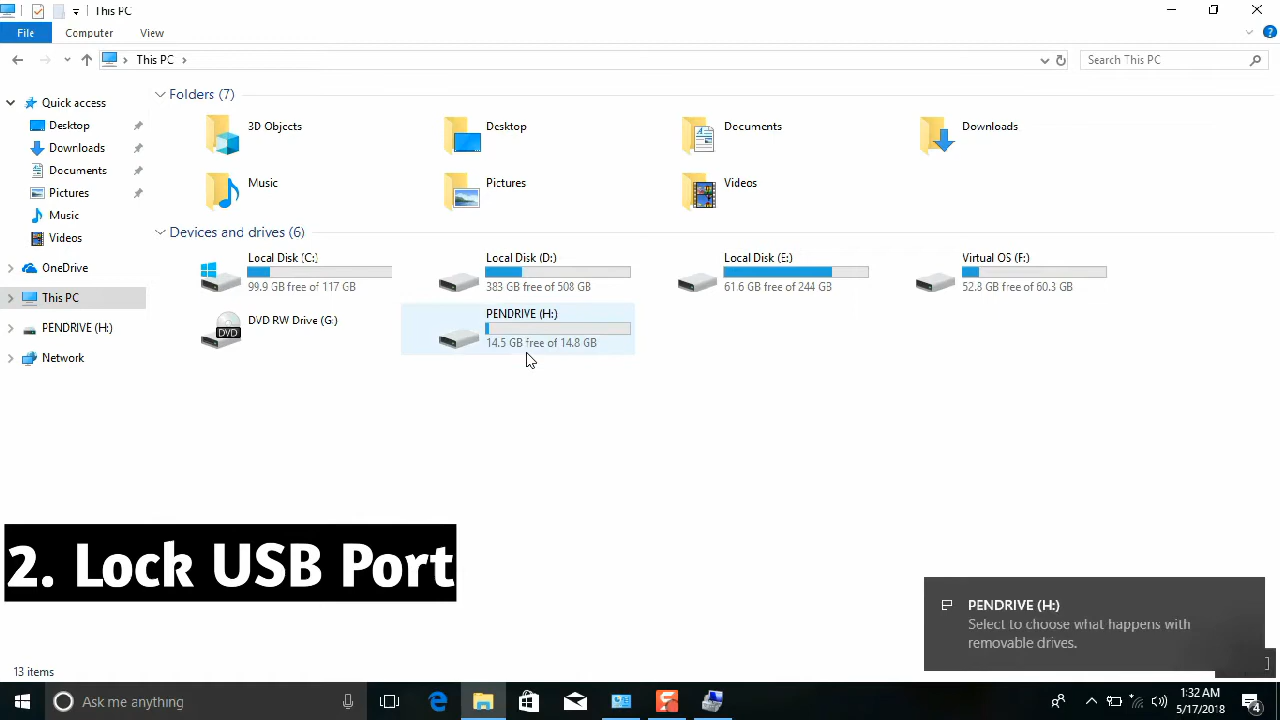 This PC
File
Computer
View
This PC
Search This PC
Quick access
Desktop
Downloads
Documents
Pictures
Music
Videos
OneDrive
This PC
PENDRIVE (H:)
Network
Folders (7)
3D Objects
Desktop
Documents
Downloads
Music
Pictures
Videos
Devices and drives (6)
Local Disk (C:)
99.9 GB free of 117 GB
Local Disk (D:)
383 GB free of 508 GB
Local Disk (E:)
61.6 GB free of 244 GB
Virtual OS (F:)
52.8 GB free of 60.3 GB
DVD RW Drive (G:)
DVD
PENDRIVE (H:)
14.5 GB free of 14.8 GB
2. Lock USB Port
PENDRIVE (H:)
Select to choose what happens with
removable drives.
13 items
Ask me anything
1:32 AM
5/17/2018
4